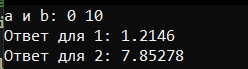 a и b: 0 10
Ответ для 1: 1.2146
Ответ для 2: 7.85278